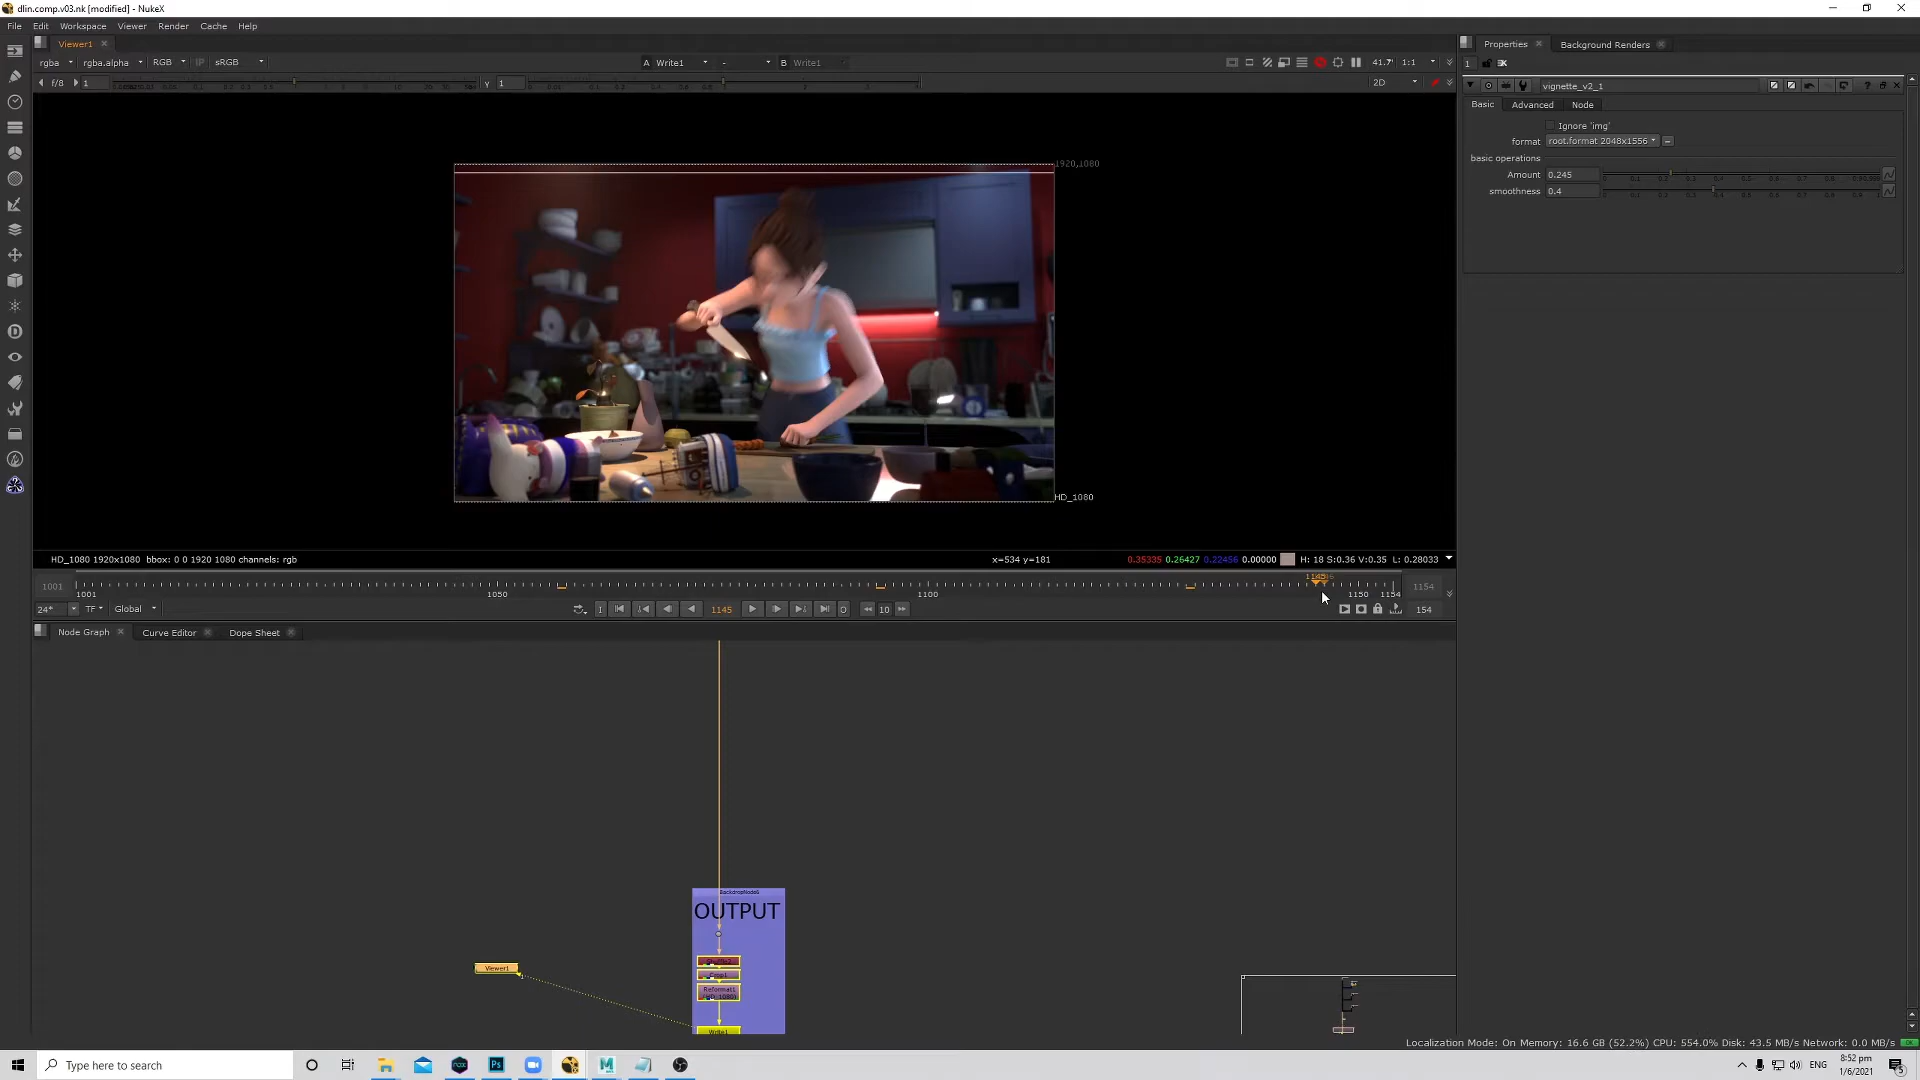 dlin.comp.v03.nk [modified] - NukeX
File Edit Workspace Viewer Render Cache Help
Viewer1
rgba rgba.alpha RGB IP sRGB A Write1 - B Write1 41.7 1:1
f/8 1 Y 1 2D
1920,1080
HD_1080
HD_1080 1920x1080 bbox: 0 0 1920 1080 channels: rgb x=534 y=181 0.35335 0.26427 0.22456 0.00000 H: 18 S:0.36 V:0.35 L: 0.28033
1001 1001 1050 1100 1150 1154 1154
24* TF Global 1145 10 154
Node Graph Curve Editor Dope Sheet
BackdropNode6
OUTPUT
Viewer1
Reformat1
(HD_1080)
Write1
Properties Background Renders
1
vignette_v2_1
Basic Advanced Node
Ignore 'img'
format root.format 2048x1556
basic operations
Amount 0.245
smoothness 0.4
Localization Mode: On Memory: 16.6 GB (52.2%) CPU: 554.0% Disk: 43.5 MB/s Network: 0.0 MB/s
Type here to search
ENG
8:52 pm
1/6/2021